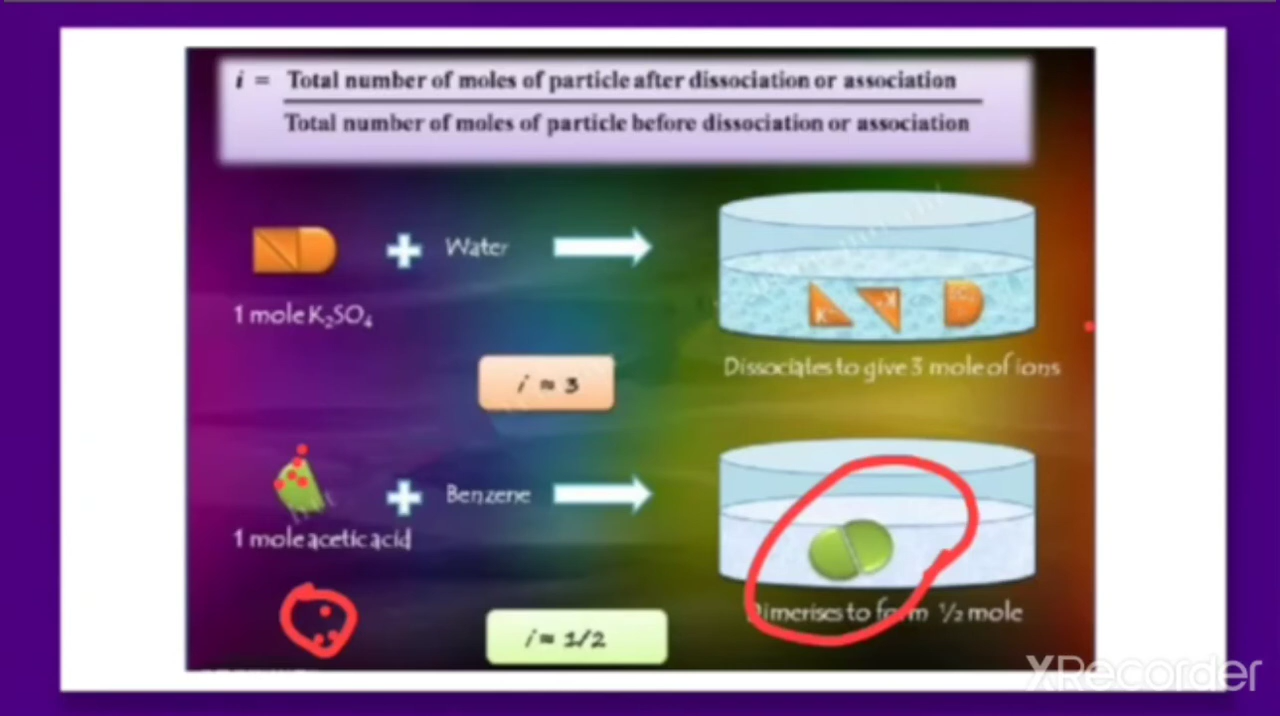 i = Total number of moles of particle after dissociation or association
Total number of moles of particle before dissociation or association
Water
1 mole K₂SO₄
K
K
Dissociates to give 3 mole of ions
i ≈ 3
Benzene
1 mole acetic acid
Dimerises to form ½ mole
i ≈ 1/2
XRecorder